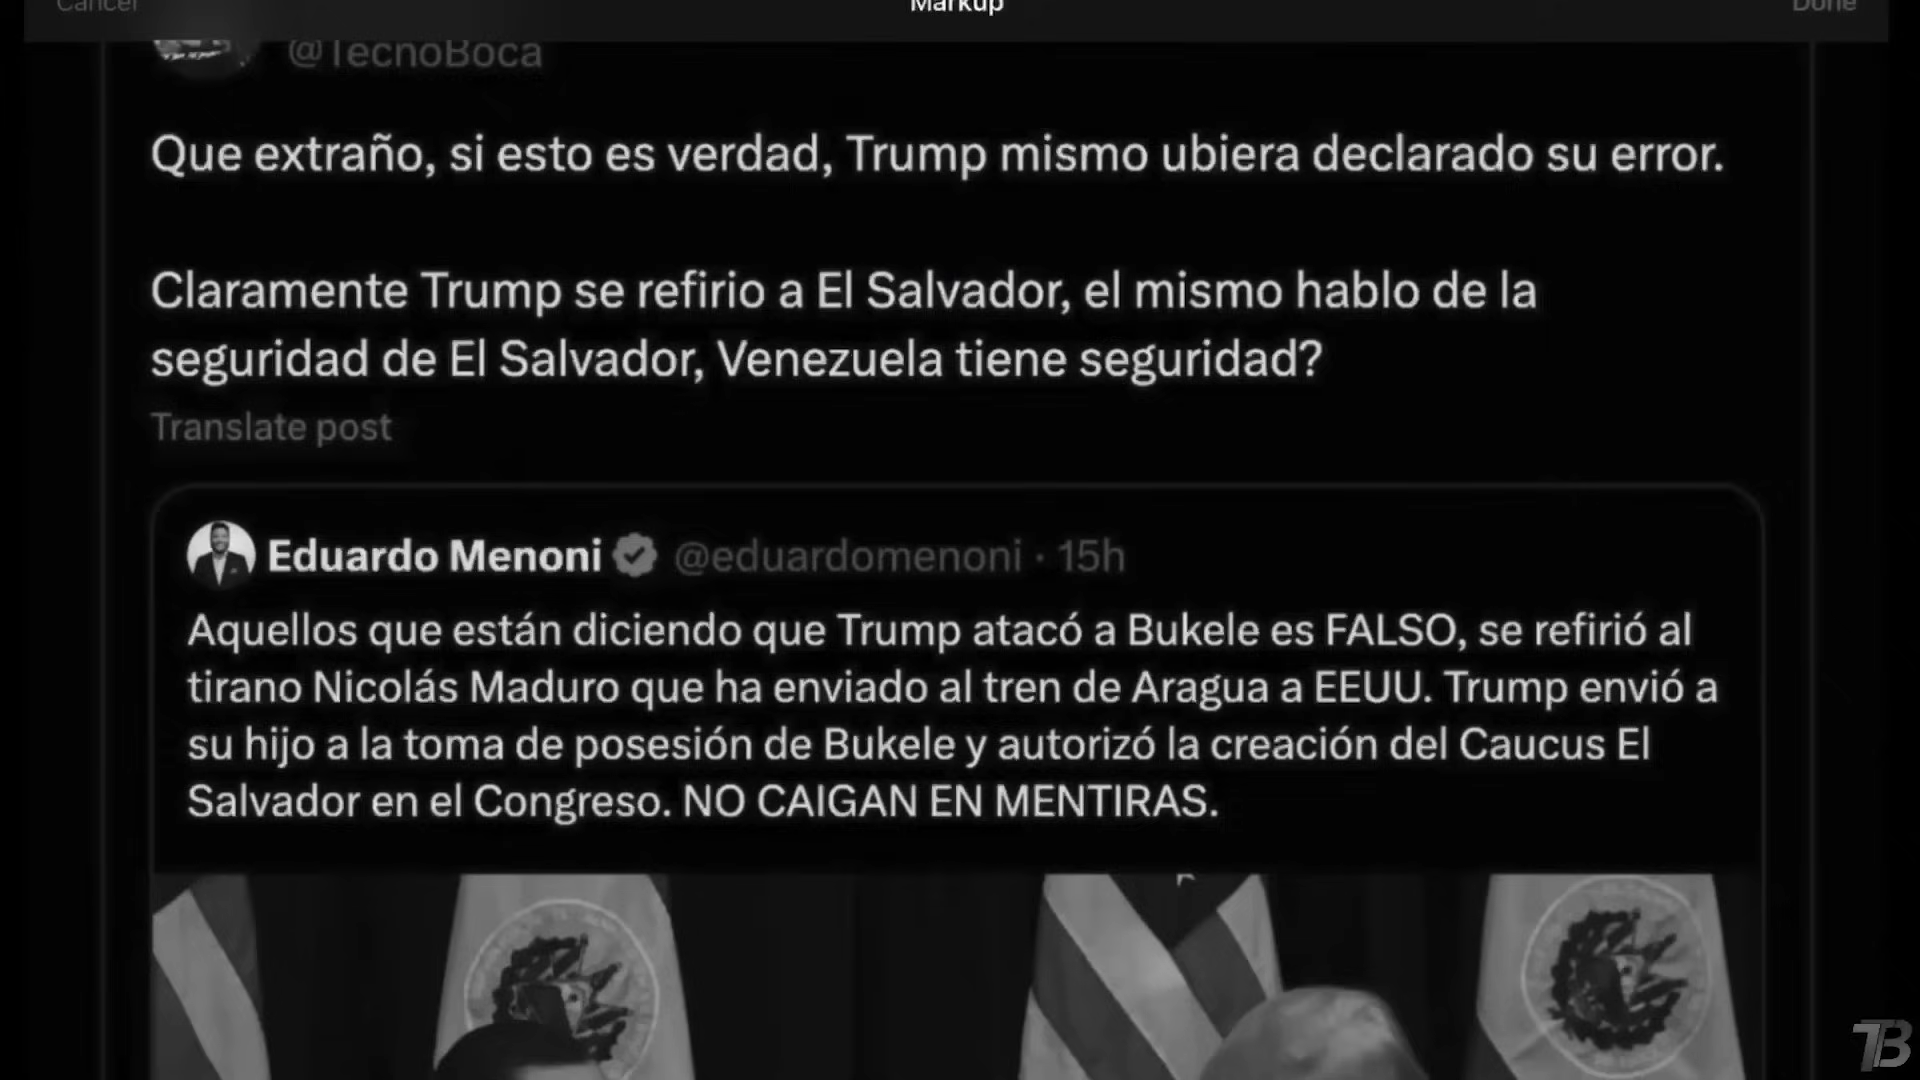 Cancel
Markup
Done
@TecnoBoca
Que extraño, si esto es verdad, Trump mismo ubiera declarado su error.
Claramente Trump se refirio a El Salvador, el mismo hablo de la
seguridad de El Salvador, Venezuela tiene seguridad?
Translate post
Eduardo Menoni @eduardomenoni · 15h
Aquellos que están diciendo que Trump atacó a Bukele es FALSO, se refirió al
tirano Nicolás Maduro que ha enviado al tren de Aragua a EEUU. Trump envió a
su hijo a la toma de posesión de Bukele y autorizó la creación del Caucus El
Salvador en el Congreso. NO CAIGAN EN MENTIRAS.
TB